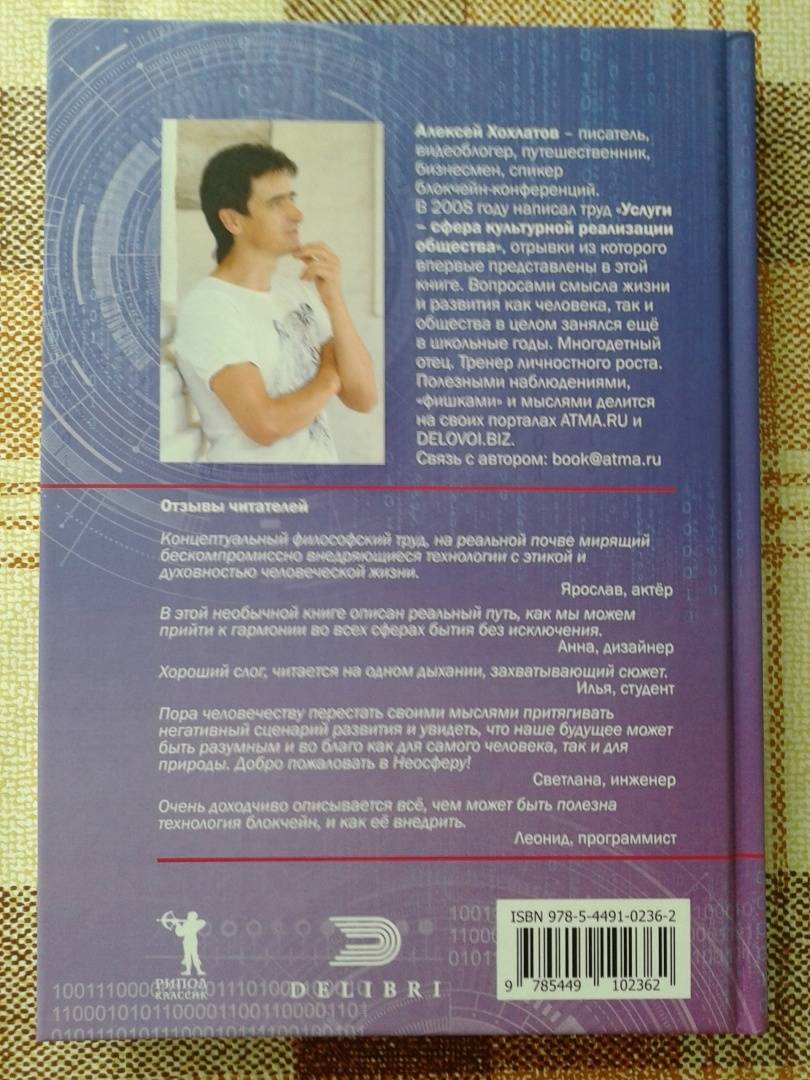 Алексей Хохлатов – писатель,
видеоблогер, путешественник,
бизнесмен, спикер
блокчейн-конференций.
В 2008 году написал труд «Услуги
– сфера культурной реализации
общества», отрывки из которого
впервые представлены в этой
книге. Вопросами смысла жизни
и развития как человека, так и
общества в целом занялся ещё
в школьные годы. Многодетный
отец. Тренер личностного роста.
Полезными наблюдениями,
«фишками» и мыслями делится
на своих порталах ATMA.RU и
DELOVOI.BIZ.
Связь с автором: book@atma.ru
Отзывы читателей
Концептуальный философский труд, на реальной почве мирящий
бескомпромиссно внедряющиеся технологии с этикой и
духовностью человеческой жизни.
Ярослав, актёр
В этой необычной книге описан реальный путь, как мы можем
прийти к гармонии во всех сферах бытия без исключения.
Анна, дизайнер
Хороший слог, читается на одном дыхании, захватывающий сюжет.
Илья, студент
Пора человечеству перестать своими мыслями притягивать
негативный сценарий развития и увидеть, что наше будущее может
быть разумным и во благо как для самого человека, так и для
природы. Добро пожаловать в Неосферу!
Светлана, инженер
Очень доходчиво описывается всё, чем может быть полезна
технология блокчейн, и как её внедрить.
Леонид, программист
РИПОЛ
КЛАССИК
DELIBRI
ISBN 978-5-4491-0236-2
9 785449 102362